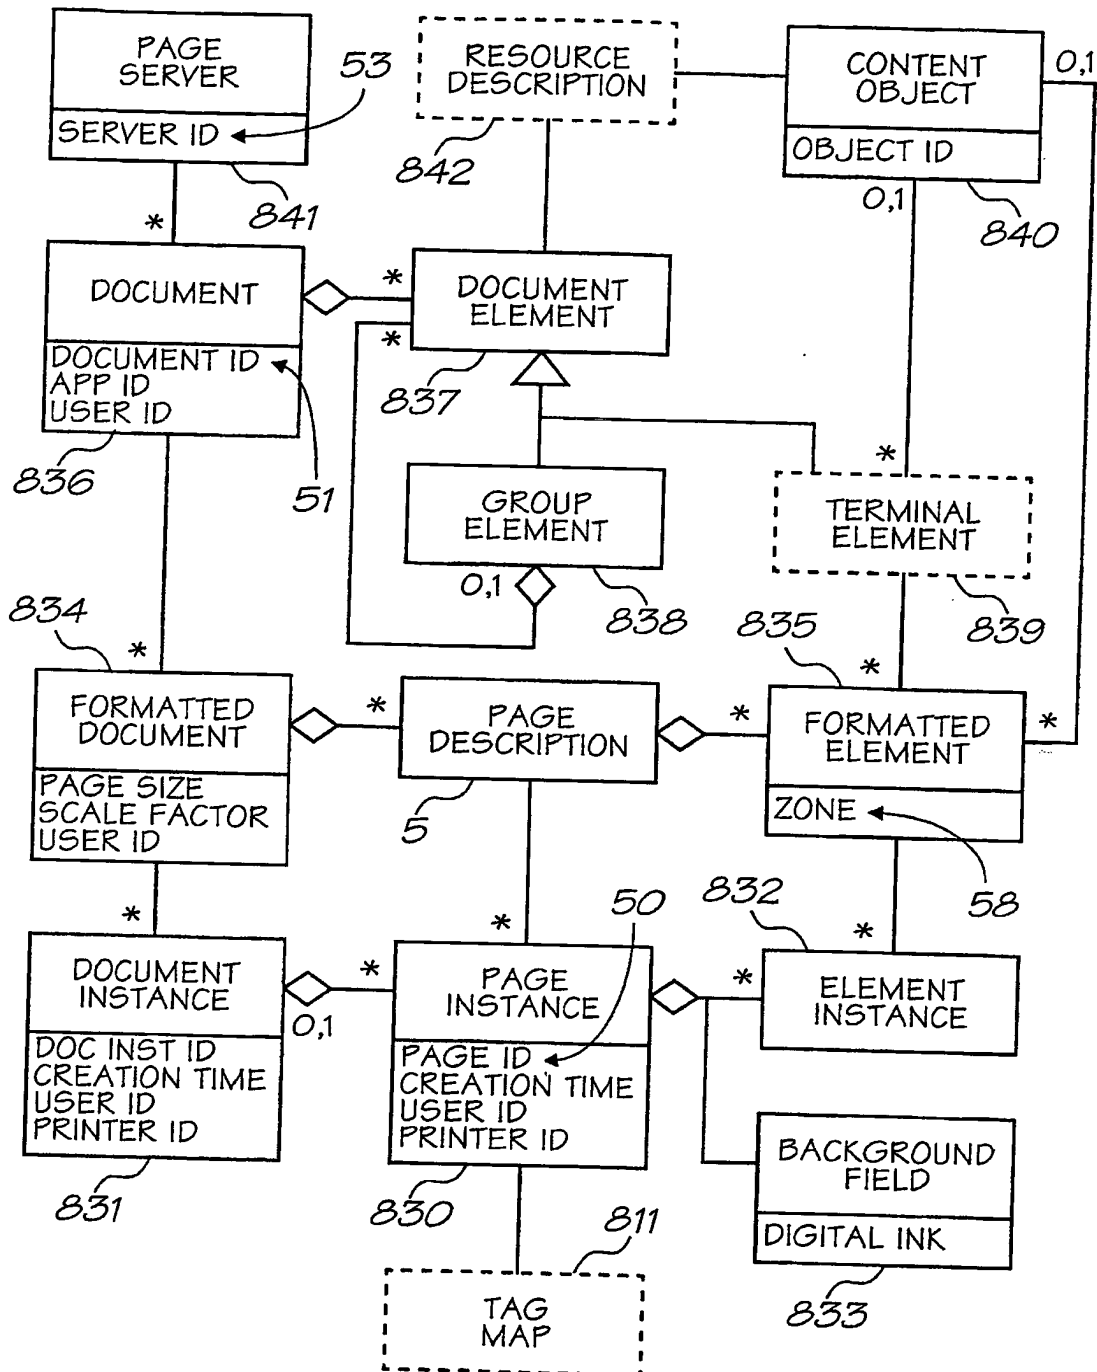 PAGE
SERVER
SERVER ID
53
841
*
RESOURCE
DESCRIPTION
842
CONTENT
OBJECT
OBJECT ID
0,1
0,1
840
DOCUMENT
DOCUMENT ID
APP ID
USER ID
836
51
*
*
DOCUMENT
ELEMENT
837
GROUP
ELEMENT
0,1
838
*
TERMINAL
ELEMENT
839
834
*
FORMATTED
DOCUMENT
PAGE SIZE
SCALE FACTOR
USER ID
*
PAGE
DESCRIPTION
5
835
*
*
*
FORMATTED
ELEMENT
ZONE
58
*
DOCUMENT
INSTANCE
DOC INST ID
CREATION TIME
USER ID
PRINTER ID
831
0,1
*
*
50
PAGE
INSTANCE
PAGE ID
CREATION TIME
USER ID
PRINTER ID
830
832
*
*
ELEMENT
INSTANCE
BACKGROUND
FIELD
DIGITAL INK
833
811
TAG
MAP